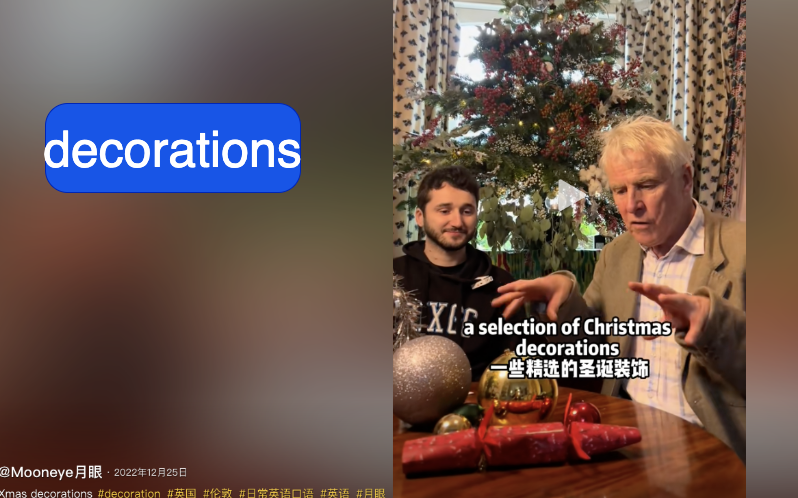 decorations
a selection of Christmas
decorations
一些精选的圣诞装饰
@Mooneye月眼 · 2022年12月25日
Xmas decorations #decoration #英国 #伦敦 #日常英语口语 #英语 #月眼